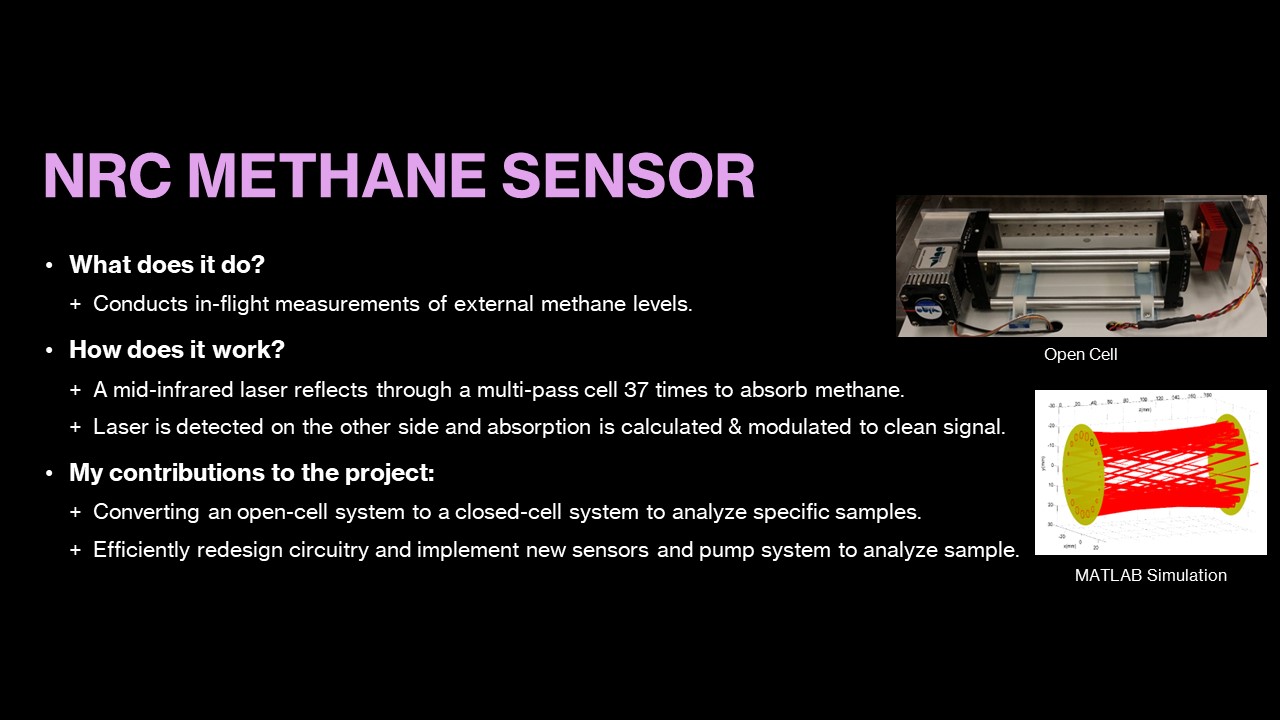 NRC METHANE SENSOR
• What does it do?
+ Conducts in-flight measurements of external methane levels.
• How does it work?
+ A mid-infrared laser reflects through a multi-pass cell 37 times to absorb methane.
+ Laser is detected on the other side and absorption is calculated & modulated to clean signal.
• My contributions to the project:
+ Converting an open-cell system to a closed-cell system to analyze specific samples.
+ Efficiently redesign circuitry and implement new sensors and pump system to analyze sample.
Open Cell
MATLAB Simulation